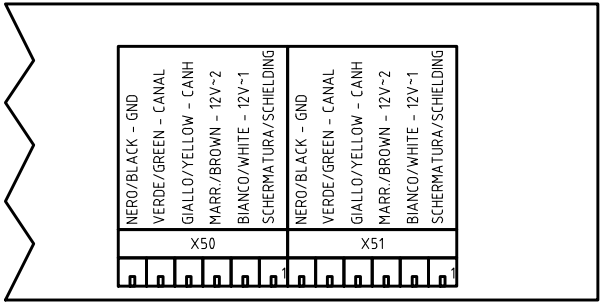 NERO/BLACK - GND
VERDE/GREEN - CANAL
GIALLO/YELLOW - CANH
MARR./BROWN - 12V~2
BIANCO/WHITE - 12V~1
SCHERMATURA/SCHIELDING
NERO/BLACK - GND
VERDE/GREEN - CANAL
GIALLO/YELLOW - CANH
MARR./BROWN - 12V~2
BIANCO/WHITE - 12V~1
SCHERMATURA/SCHIELDING
X50
X51
1
1